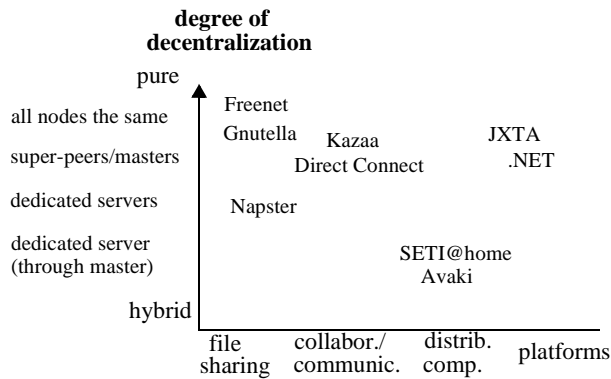 degree of
decentralization
pure
all nodes the same
super-peers/masters
dedicated servers
dedicated server
(through master)
hybrid
Freenet
Gnutella
Kazaa
Direct Connect
JXTA
.NET
Napster
SETI@home
Avaki
file
sharing
collabor./
communic.
distrib.
comp.
platforms